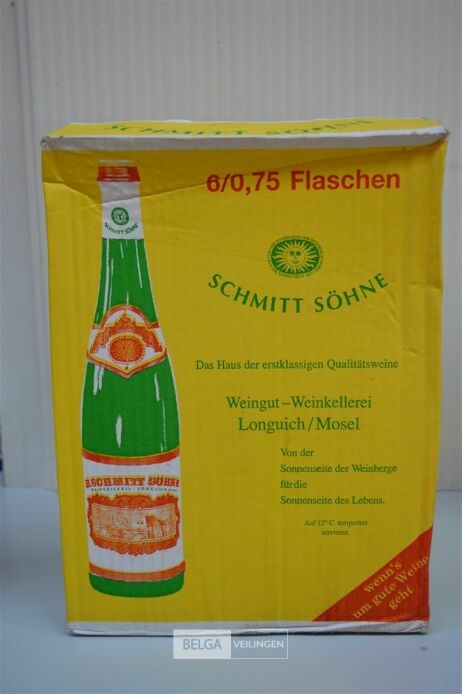 SCHMITT SÖHNE
6/0,75 Flaschen
SCHMITT SÖHNE
SCHMITT SÖHNE
Das Haus der erstklassigen Qualitätsweine
Weingut-Weinkellerei
Longuich/Mosel
Von der
Sonnenseite der Weinberge
für die
Sonnenseite des Lebens.
Auf 12° C. temperiert
servieren.
H. SCHMITT SÖHNE
wenn's
um gute Weine
geht
BELGA VEILINGEN